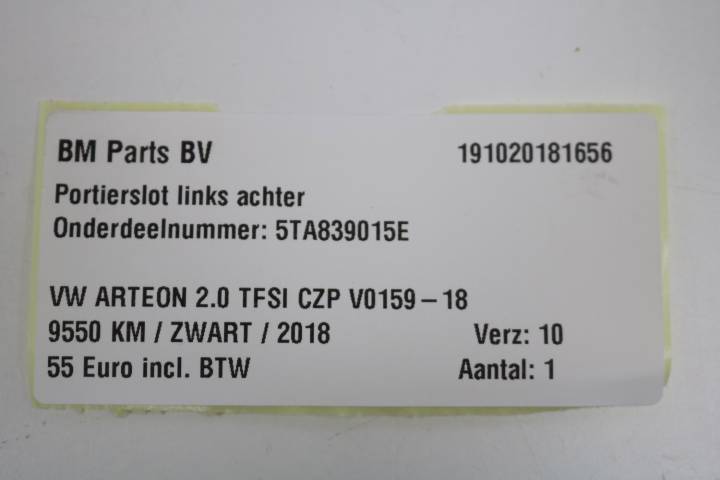 BM Parts BV 191020181656
Portierslot links achter
Onderdeelnummer: 5TA839015E
VW ARTEON 2.0 TFSI CZP V0159-18
9550 KM / ZWART / 2018 Verz: 10
55 Euro incl. BTW Aantal: 1